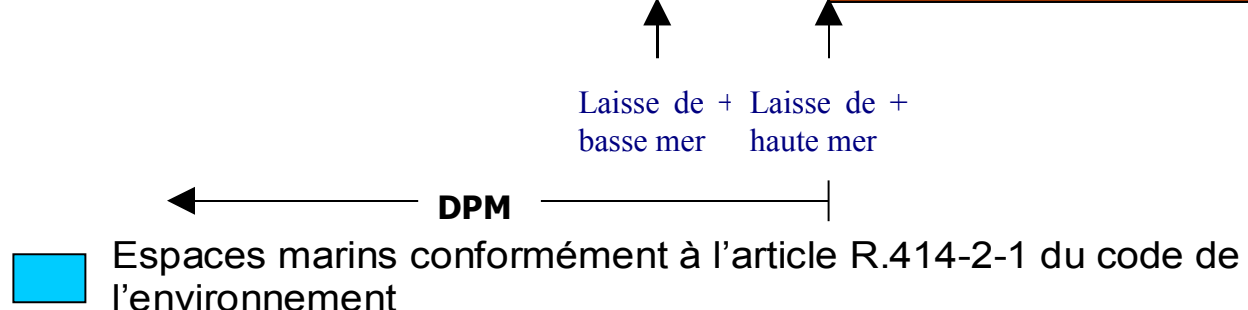 Laisse de + Laisse de +
basse mer haute mer
DPM
Espaces marins conformément à l’article R.414-2-1 du code de
l’environnement